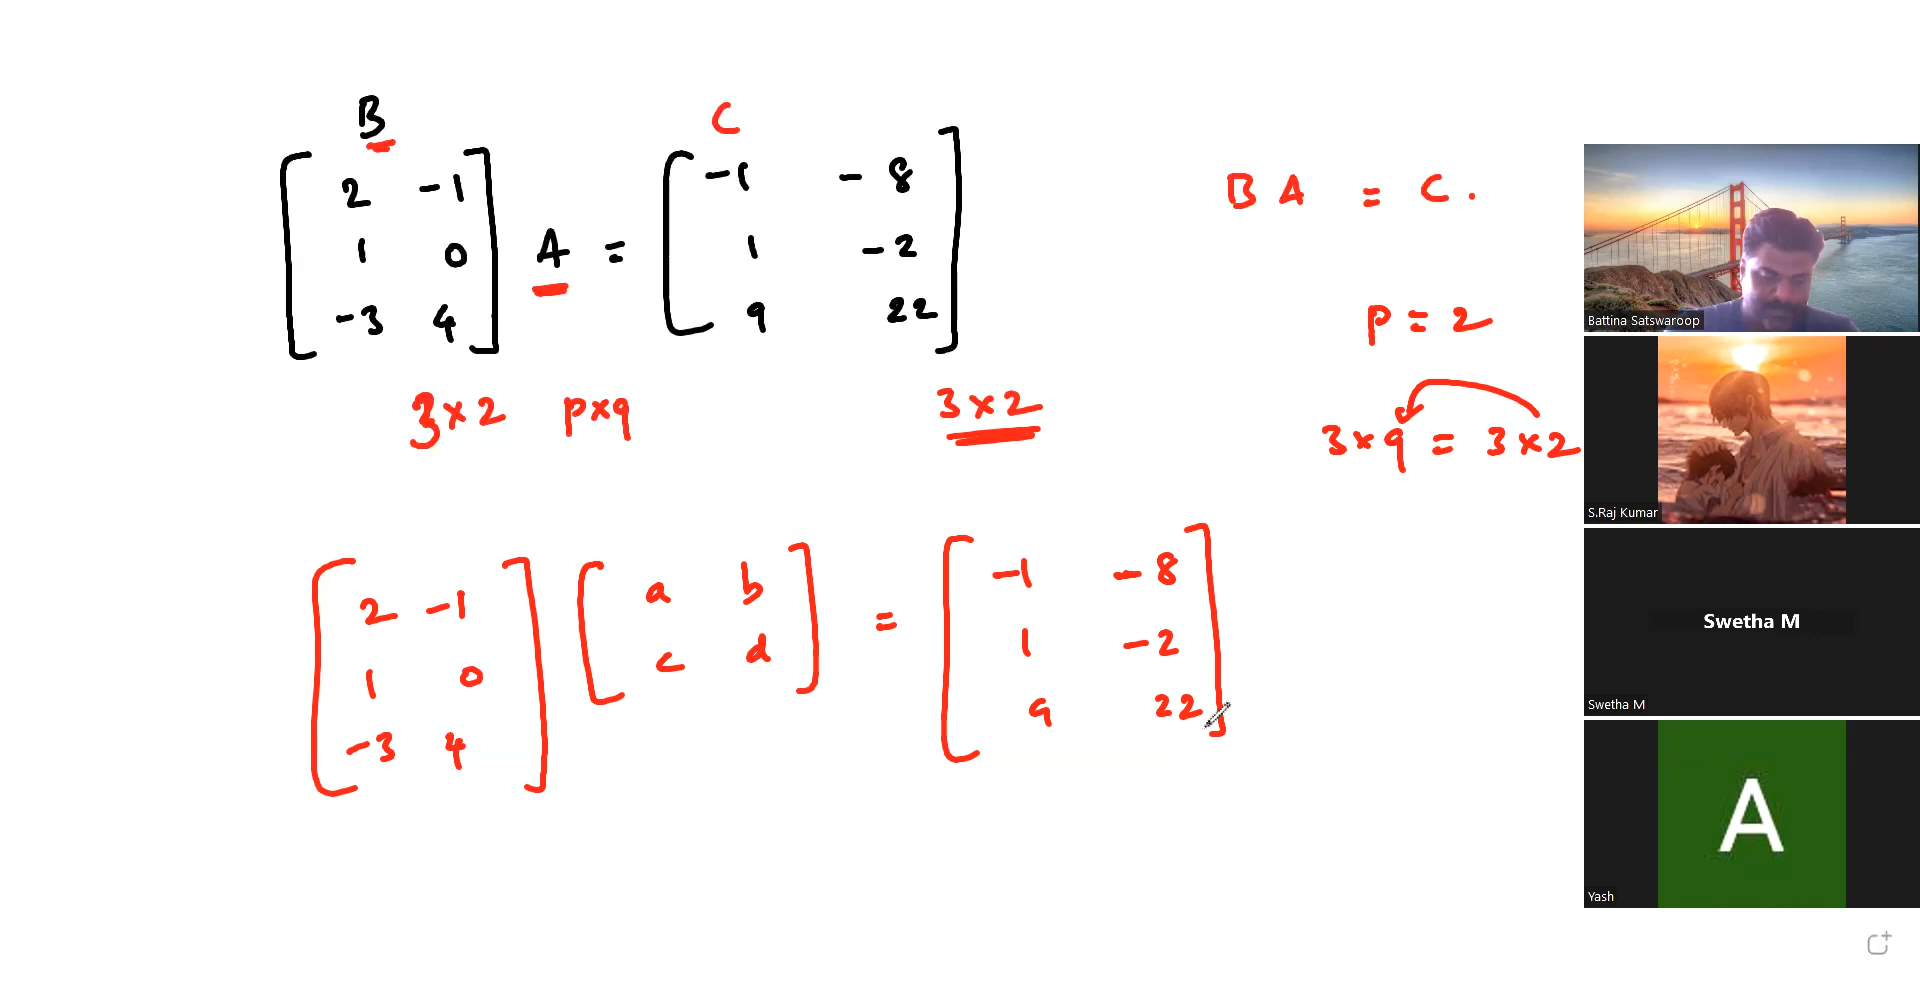 B C
[ 2 -1 ] [ -1 -8 ]
[ 1 0 ] A = [ 1 -2 ]
[ -3 4 ] [ 9 22 ]
3×2 p×q 3×2
BA = C.
p = 2
3×q = 3×2
[ 2 -1 ] [ a b ] = [ -1 -8 ]
[ 1 0 ] [ c d ] [ 1 -2 ]
[ -3 4 ] [ 9 22 ]
Battina Satswaroop
S.Raj Kumar
Swetha M
Swetha M
A
Yash